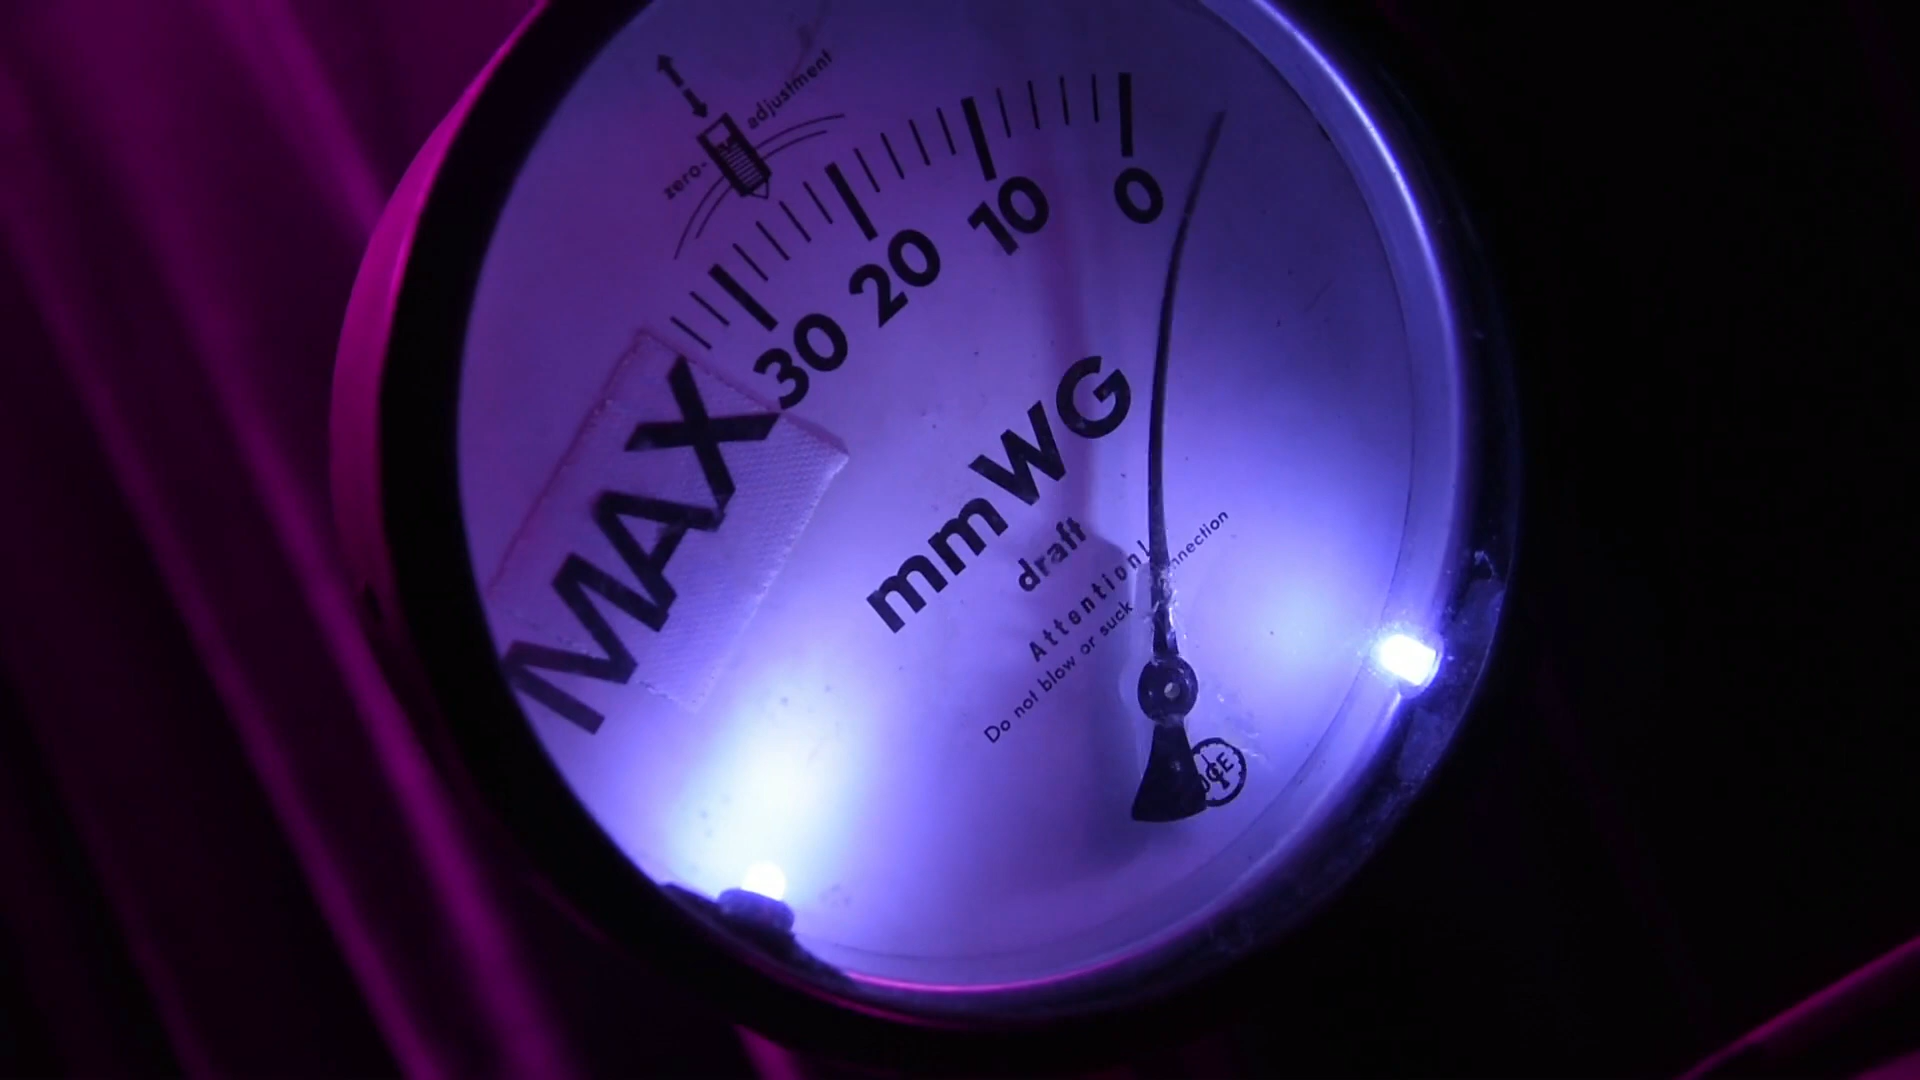 zero-adjustment
30 20 10 0
MAX
mmWG
draft
Attention!
Do not blow or suck